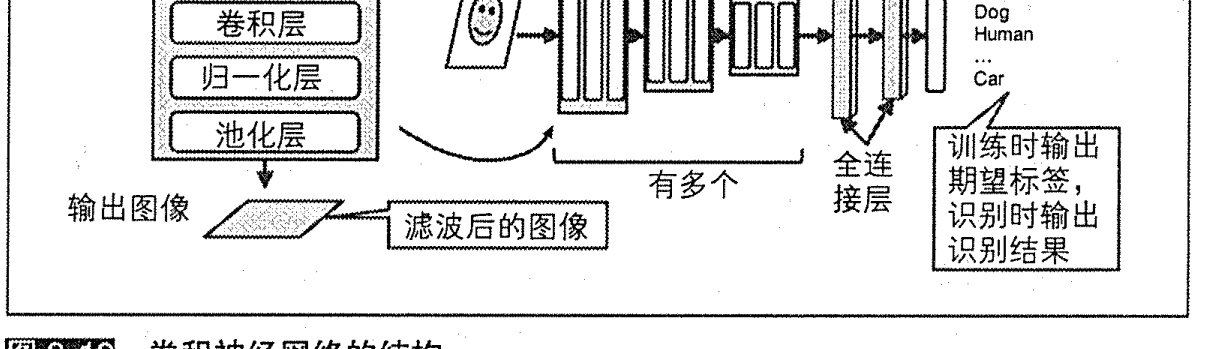 卷积层
归一化层
池化层
输出图像
滤波后的图像
有多个
全连
接层
Dog
Human
...
Car
训练时输出
期望标签，
识别时输出
识别结果
卷积神经网络的结构